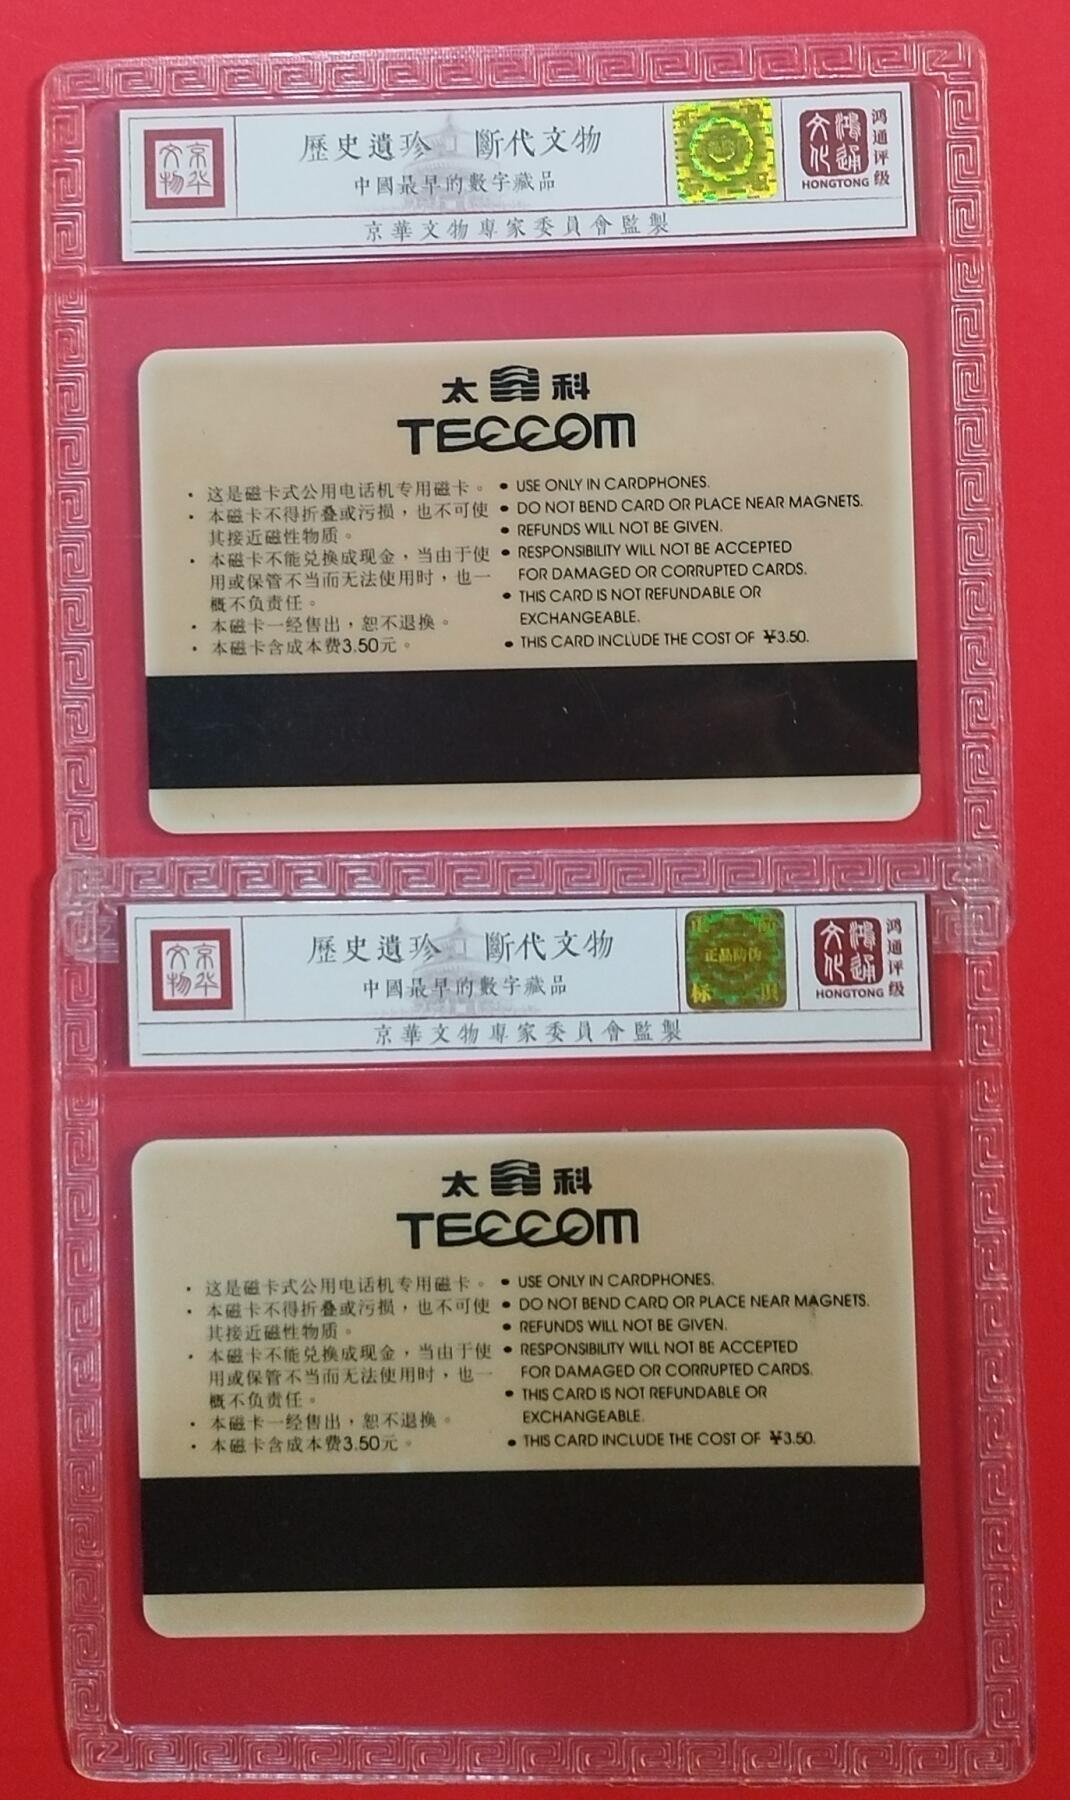 京华
文物
歷史遺珍 斷代文物
中國最早的數字藏品
京華文物專家委員會監製
鸿通
文化
HONGTONG
鸿通评级
太 科
TECCOM
· 这是磁卡式公用电话机专用磁卡。
· 本磁卡不得折叠或污损，也不可使
其接近磁性物质。
· 本磁卡不能兑换成现金，当由于使
用或保管不当而无法使用时，也一
概不负责任。
· 本磁卡一经售出，恕不退换。
· 本磁卡含成本费3.50元。
● USE ONLY IN CARDPHONES.
● DO NOT BEND CARD OR PLACE NEAR MAGNETS.
● REFUNDS WILL NOT BE GIVEN.
● RESPONSIBILITY WILL NOT BE ACCEPTED
FOR DAMAGED OR CORRUPTED CARDS.
● THIS CARD IS NOT REFUNDABLE OR
EXCHANGEABLE.
● THIS CARD INCLUDE THE COST OF ¥3.50.
京华
文物
歷史遺珍 斷代文物
中國最早的數字藏品
京華文物專家委員會監製
正品防伪
标识
鸿通
文化
HONGTONG
鸿通评级
太 科
TECCOM
· 这是磁卡式公用电话机专用磁卡。
· 本磁卡不得折叠或污损，也不可使
其接近磁性物质。
· 本磁卡不能兑换成现金，当由于使
用或保管不当而无法使用时，也一
概不负责任。
· 本磁卡一经售出，恕不退换。
· 本磁卡含成本费3.50元。
● USE ONLY IN CARDPHONES.
● DO NOT BEND CARD OR PLACE NEAR MAGNETS.
● REFUNDS WILL NOT BE GIVEN.
● RESPONSIBILITY WILL NOT BE ACCEPTED
FOR DAMAGED OR CORRUPTED CARDS.
● THIS CARD IS NOT REFUNDABLE OR
EXCHANGEABLE.
● THIS CARD INCLUDE THE COST OF ¥3.50.